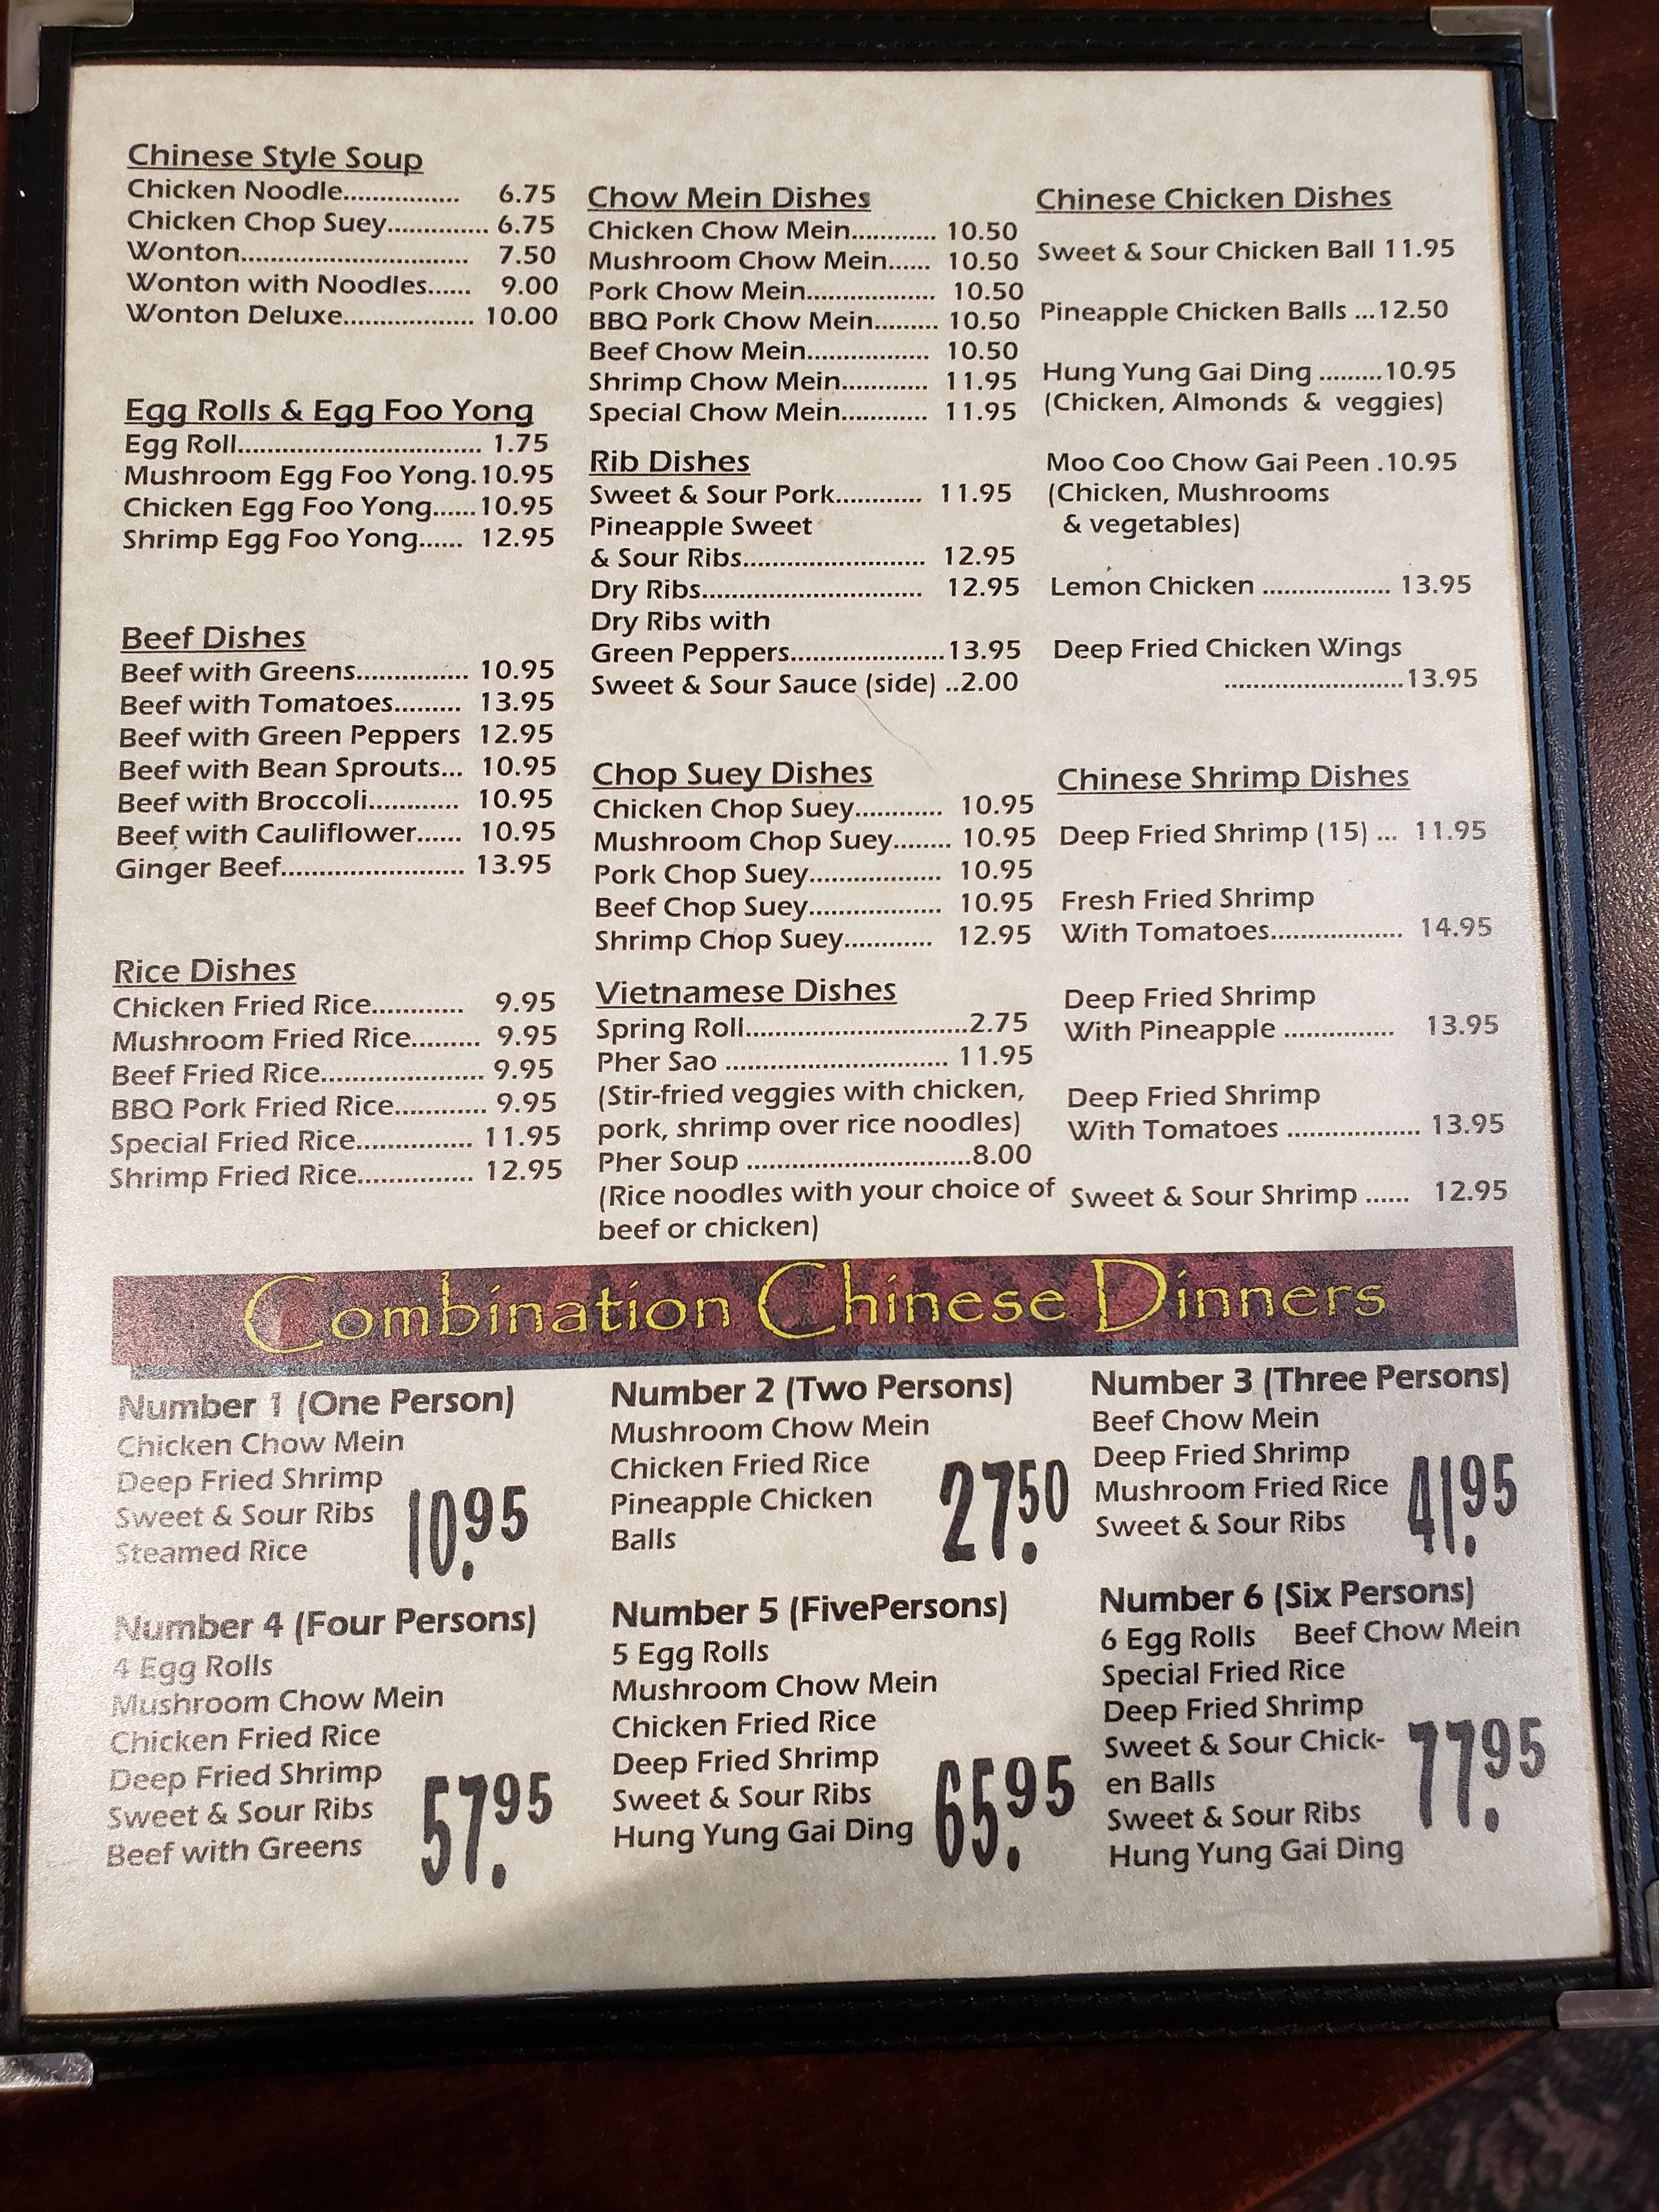 Chinese Style Soup
Chicken Noodle................ 6.75
Chicken Chop Suey.............. 6.75
Wonton............................... 7.50
Wonton with Noodles...... 9.00
Wonton Deluxe.................. 10.00
Egg Rolls & Egg Foo Yong
Egg Roll................................. 1.75
Mushroom Egg Foo Yong.10.95
Chicken Egg Foo Yong......10.95
Shrimp Egg Foo Yong...... 12.95
Beef Dishes
Beef with Greens............... 10.95
Beef with Tomatoes......... 13.95
Beef with Green Peppers 12.95
Beef with Bean Sprouts... 10.95
Beef with Broccoli............ 10.95
Beef with Cauliflower...... 10.95
Ginger Beef......................... 13.95
Rice Dishes
Chicken Fried Rice............ 9.95
Mushroom Fried Rice......... 9.95
Beef Fried Rice...................... 9.95
BBQ Pork Fried Rice............ 9.95
Special Fried Rice............... 11.95
Shrimp Fried Rice............... 12.95
Chow Mein Dishes
Chicken Chow Mein............ 10.50
Mushroom Chow Mein...... 10.50
Pork Chow Mein.................. 10.50
BBQ Pork Chow Mein......... 10.50
Beef Chow Mein................. 10.50
Shrimp Chow Mein............ 11.95
Special Chow Mein............ 11.95
Rib Dishes
Sweet & Sour Pork............ 11.95
Pineapple Sweet
& Sour Ribs......................... 12.95
Dry Ribs.............................. 12.95
Dry Ribs with
Green Peppers.....................13.95
Sweet & Sour Sauce (side) ..2.00
Chop Suey Dishes
Chicken Chop Suey............ 10.95
Mushroom Chop Suey........ 10.95
Pork Chop Suey.................. 10.95
Beef Chop Suey.................. 10.95
Shrimp Chop Suey............ 12.95
Vietnamese Dishes
Spring Roll..............................2.75
Pher Sao .............................. 11.95
(Stir-fried veggies with chicken,
pork, shrimp over rice noodles)
Pher Soup ..............................8.00
(Rice noodles with your choice of
beef or chicken)
Chinese Chicken Dishes
Sweet & Sour Chicken Ball 11.95
Pineapple Chicken Balls ...12.50
Hung Yung Gai Ding .........10.95
(Chicken, Almonds & veggies)
Moo Coo Chow Gai Peen .10.95
(Chicken, Mushrooms
& vegetables)
Lemon Chicken ................. 13.95
Deep Fried Chicken Wings
........................13.95
Chinese Shrimp Dishes
Deep Fried Shrimp (15) ... 11.95
Fresh Fried Shrimp
With Tomatoes.................. 14.95
Deep Fried Shrimp
With Pineapple ............... 13.95
Deep Fried Shrimp
With Tomatoes .................. 13.95
Sweet & Sour Shrimp ...... 12.95
Combination Chinese Dinners
Number 1 (One Person)
Chicken Chow Mein
Deep Fried Shrimp
Sweet & Sour Ribs
Steamed Rice
10.95
Number 2 (Two Persons)
Mushroom Chow Mein
Chicken Fried Rice
Pineapple Chicken
Balls
27.50
Number 3 (Three Persons)
Beef Chow Mein
Deep Fried Shrimp
Mushroom Fried Rice
Sweet & Sour Ribs
41.95
Number 4 (Four Persons)
4 Egg Rolls
Mushroom Chow Mein
Chicken Fried Rice
Deep Fried Shrimp
Sweet & Sour Ribs
Beef with Greens
57.95
Number 5 (FivePersons)
5 Egg Rolls
Mushroom Chow Mein
Chicken Fried Rice
Deep Fried Shrimp
Sweet & Sour Ribs
Hung Yung Gai Ding
65.95
Number 6 (Six Persons)
6 Egg Rolls Beef Chow Mein
Special Fried Rice
Deep Fried Shrimp
Sweet & Sour Chick-
en Balls
Sweet & Sour Ribs
Hung Yung Gai Ding
77.95